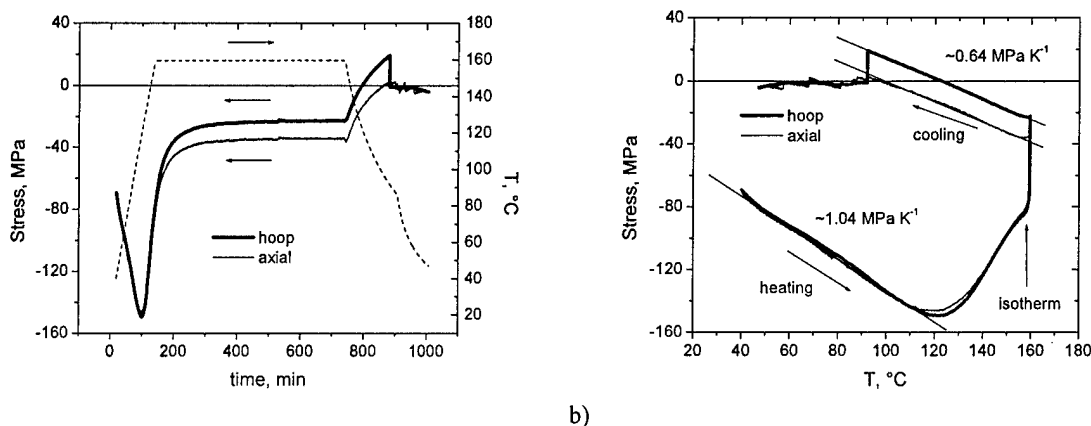 40
0
-40
-80
-120
-160
Stress, MPa
180
160
140
120
100
80
60
40
20
T, °C
hoop
axial
0
200
400
600
800
1000
time, min
40
0
-40
-80
-120
-160
Stress, MPa
~0.64 MPa K⁻¹
hoop
axial
cooling
~1.04 MPa K⁻¹
heating
isotherm
20
40
60
80
100
120
140
160
180
T, °C
b)